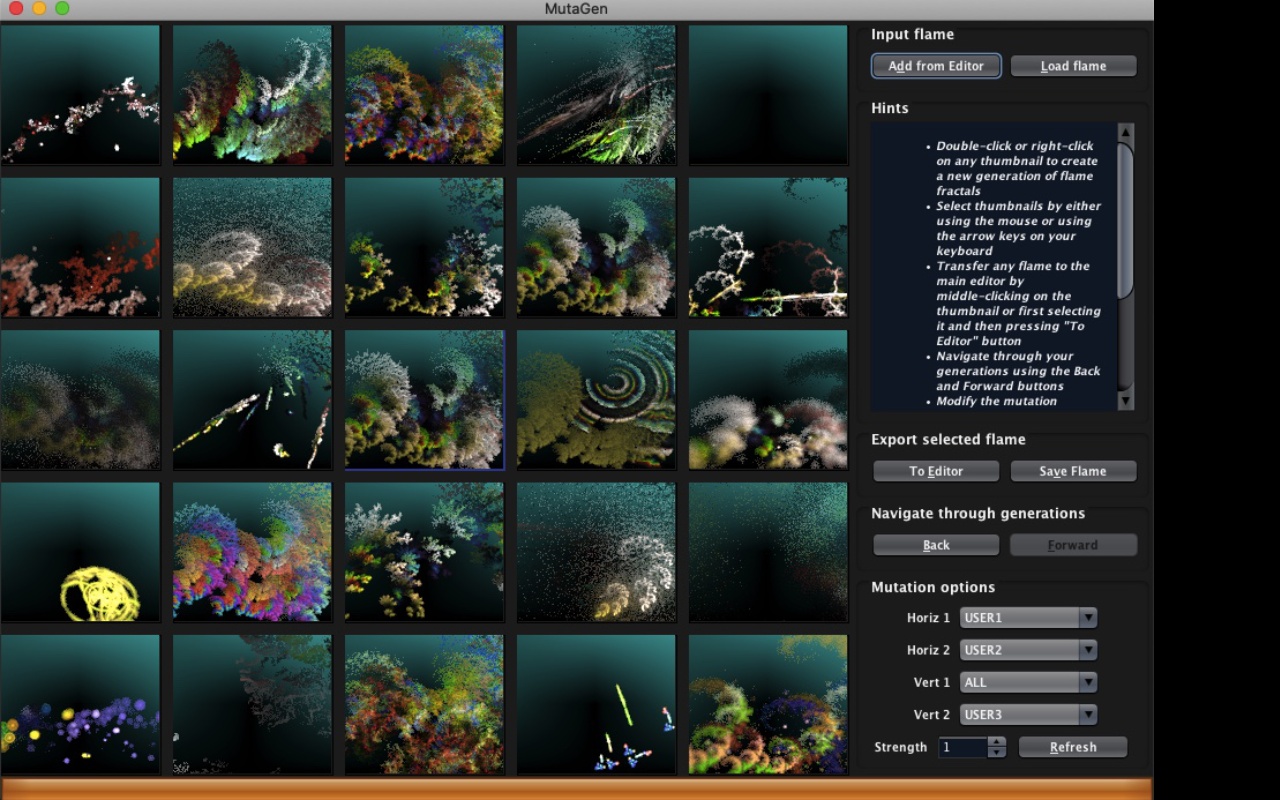 MutaGen
Input flame
Add from Editor
Load flame
Hints
• Double-click or right-click
on any thumbnail to create
a new generation of flame
fractals
• Select thumbnails by either
using the mouse or using
the arrow keys on your
keyboard
• Transfer any flame to the
main editor by
middle-clicking on the
thumbnail or first selecting
it and then pressing "To
Editor" button
• Navigate through your
generations using the Back
and Forward buttons
• Modify the mutation
Export selected flame
To Editor
Save Flame
Navigate through generations
Back
Forward
Mutation options
Horiz 1 USER1
Horiz 2 USER2
Vert 1 ALL
Vert 2 USER3
Strength 1 Refresh